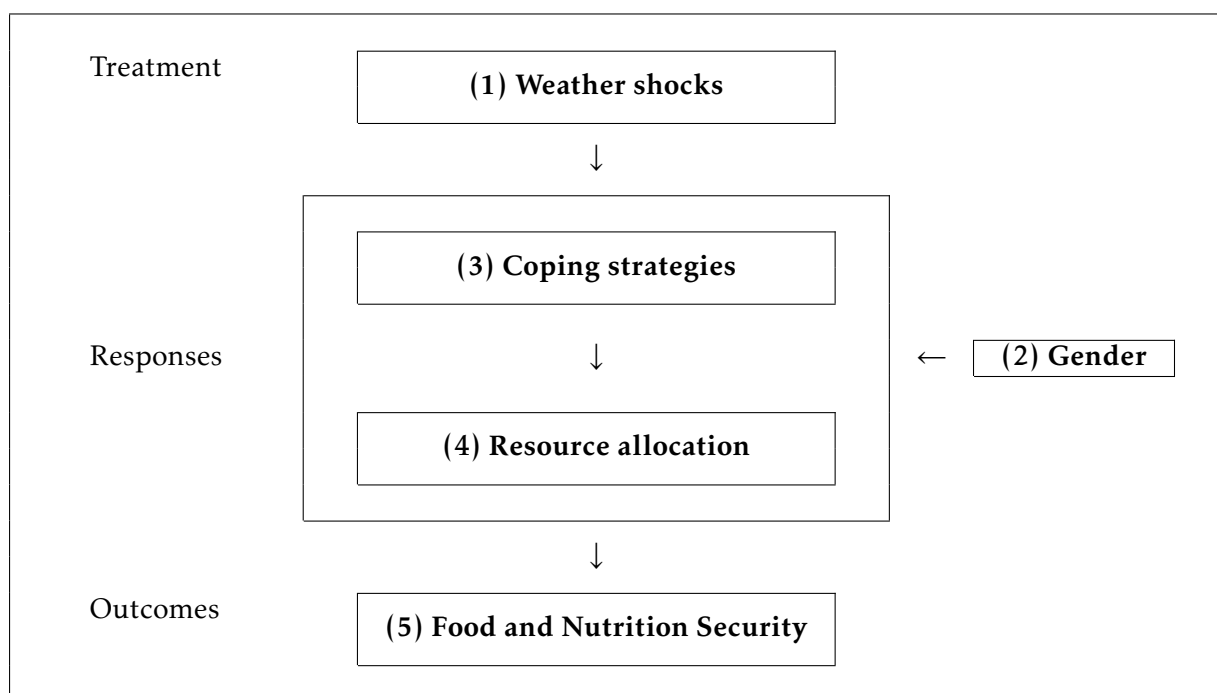 Treatment
(1) Weather shocks
↓
(3) Coping strategies
Responses
↓
← (2) Gender
(4) Resource allocation
↓
Outcomes
(5) Food and Nutrition Security